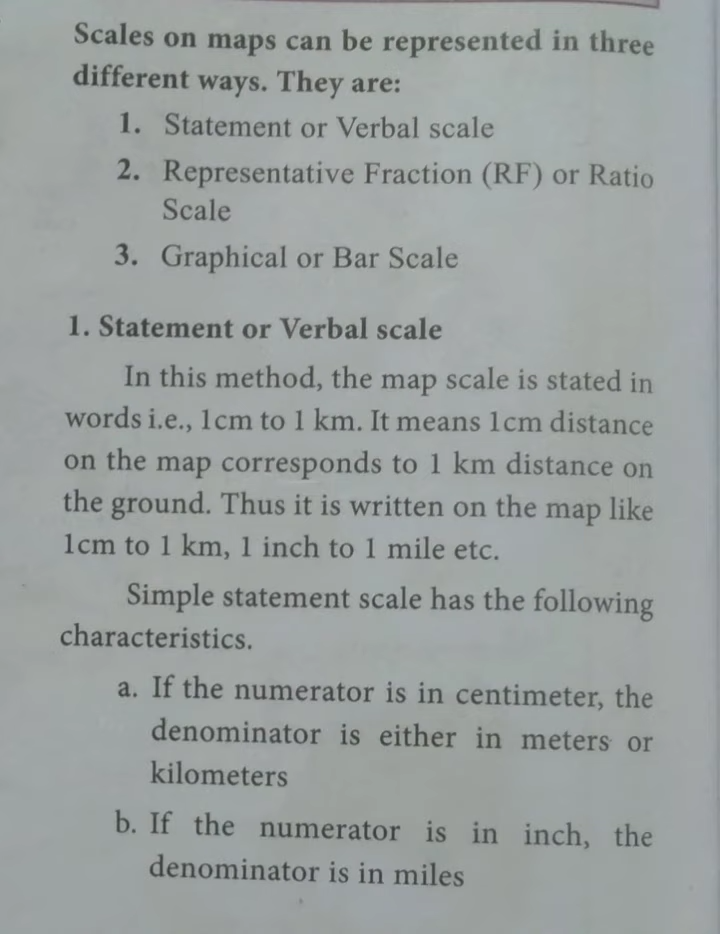 Scales on maps can be represented in three
different ways. They are:
1. Statement or Verbal scale
2. Representative Fraction (RF) or Ratio
Scale
3. Graphical or Bar Scale
1. Statement or Verbal scale
In this method, the map scale is stated in
words i.e., 1cm to 1 km. It means 1cm distance
on the map corresponds to 1 km distance on
the ground. Thus it is written on the map like
1cm to 1 km, 1 inch to 1 mile etc.
Simple statement scale has the following
characteristics.
a. If the numerator is in centimeter, the
denominator is either in meters or
kilometers
b. If the numerator is in inch, the
denominator is in miles